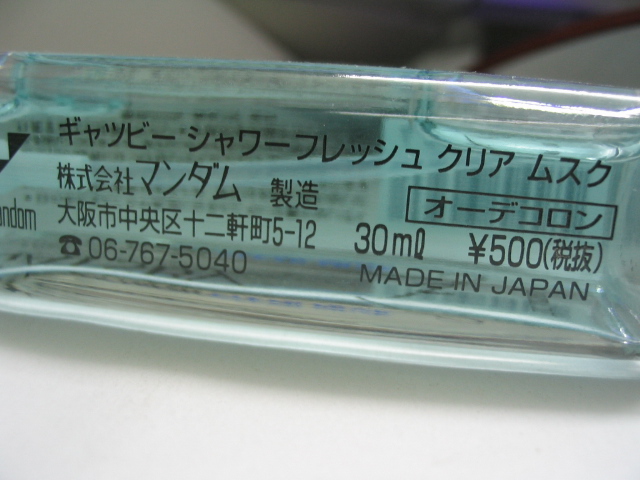 ギャツビー シャワーフレッシュ クリア ムスク
株式会社マンダム 製造
オーデコロン
ndom
大阪市中央区十二軒町5-12
30mℓ ¥500(税抜)
☎06-767-5040
MADE IN JAPAN